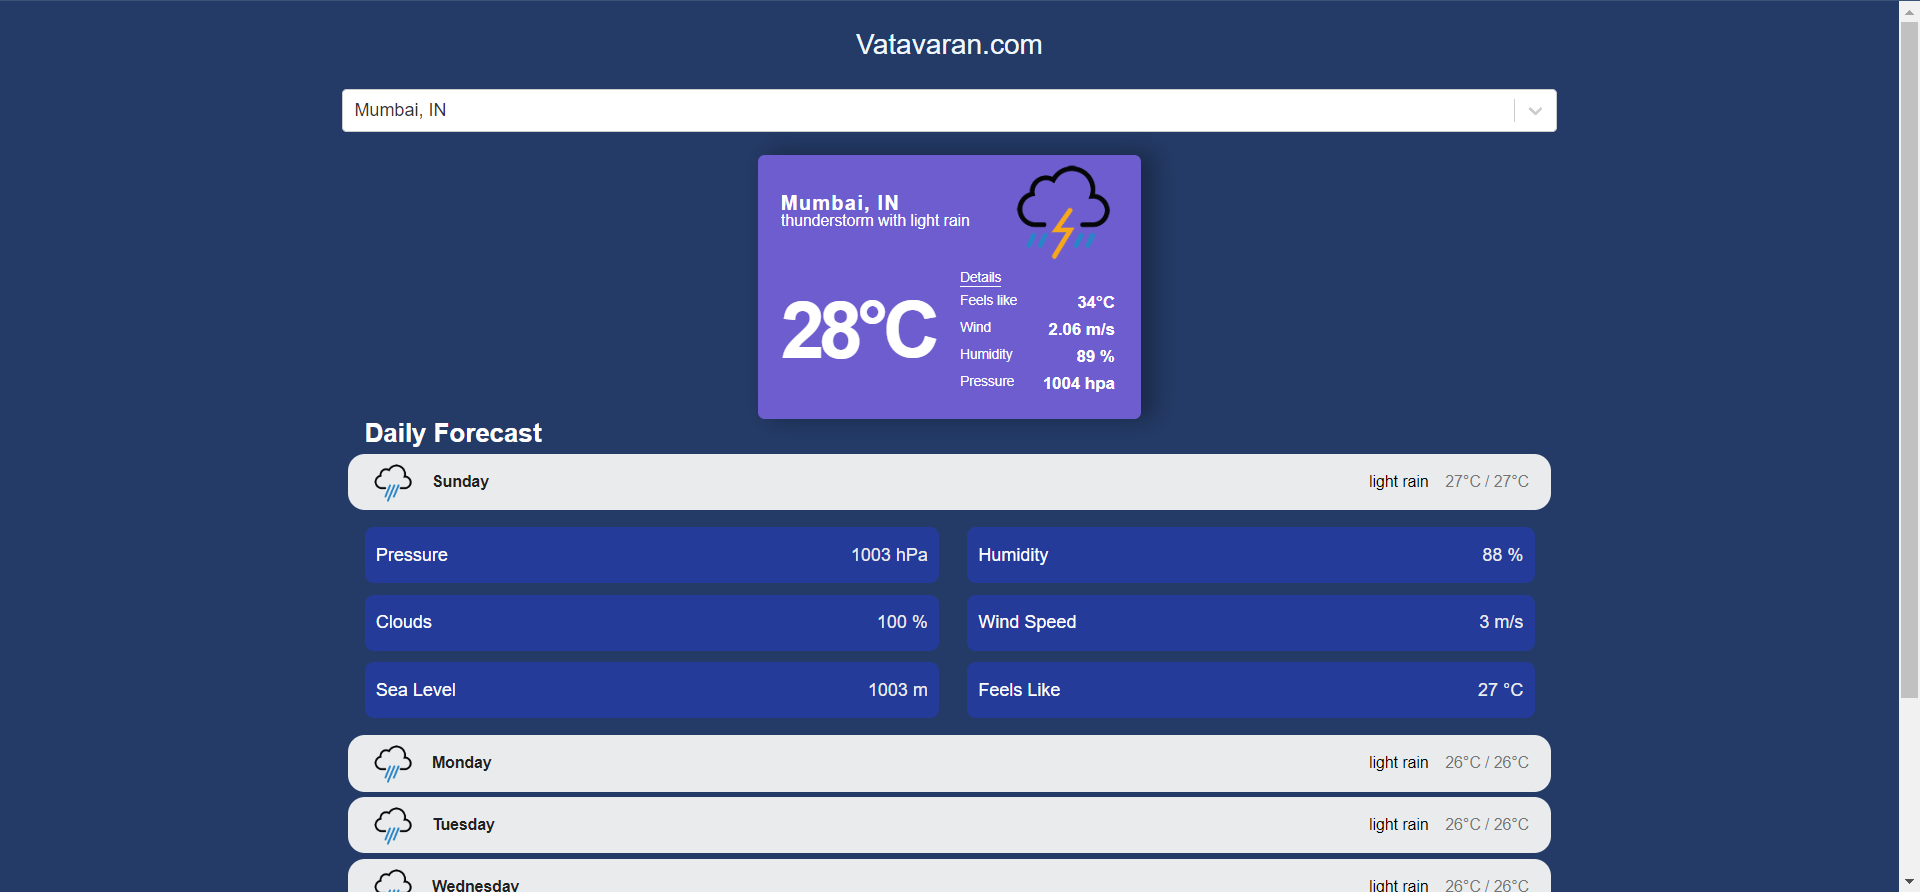 Vatavaran.com
Mumbai, IN
Mumbai, IN
thunderstorm with light rain
28°C
Details
Feels like 34°C
Wind 2.06 m/s
Humidity 89 %
Pressure 1004 hpa
Daily Forecast
Sunday light rain 27°C / 27°C
Pressure 1003 hPa Humidity 88 %
Clouds 100 % Wind Speed 3 m/s
Sea Level 1003 m Feels Like 27 °C
Monday light rain 26°C / 26°C
Tuesday light rain 26°C / 26°C
Wednesday light rain 26°C / 26°C